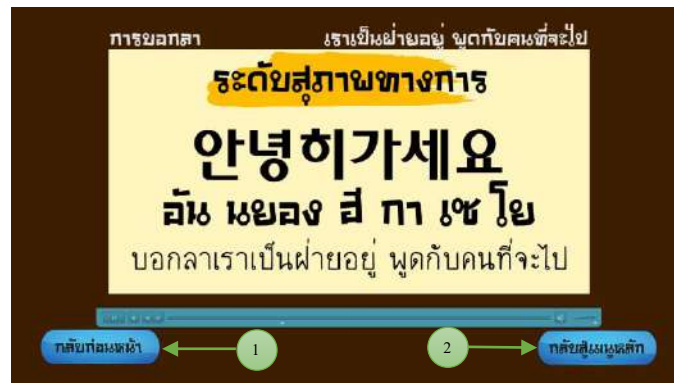 การบอกลา
เราเป็นฝ่ายอยู่ พูดกับคนที่จะไป
ระดับสุภาพทางการ
안녕히가세요
อัน นยอง ฮี กา เซ โย
บอกลาเราเป็นฝ่ายอยู่ พูดกับคนที่จะไป
กลับก่อนหน้า
1
2
กลับสู่เมนูหลัก